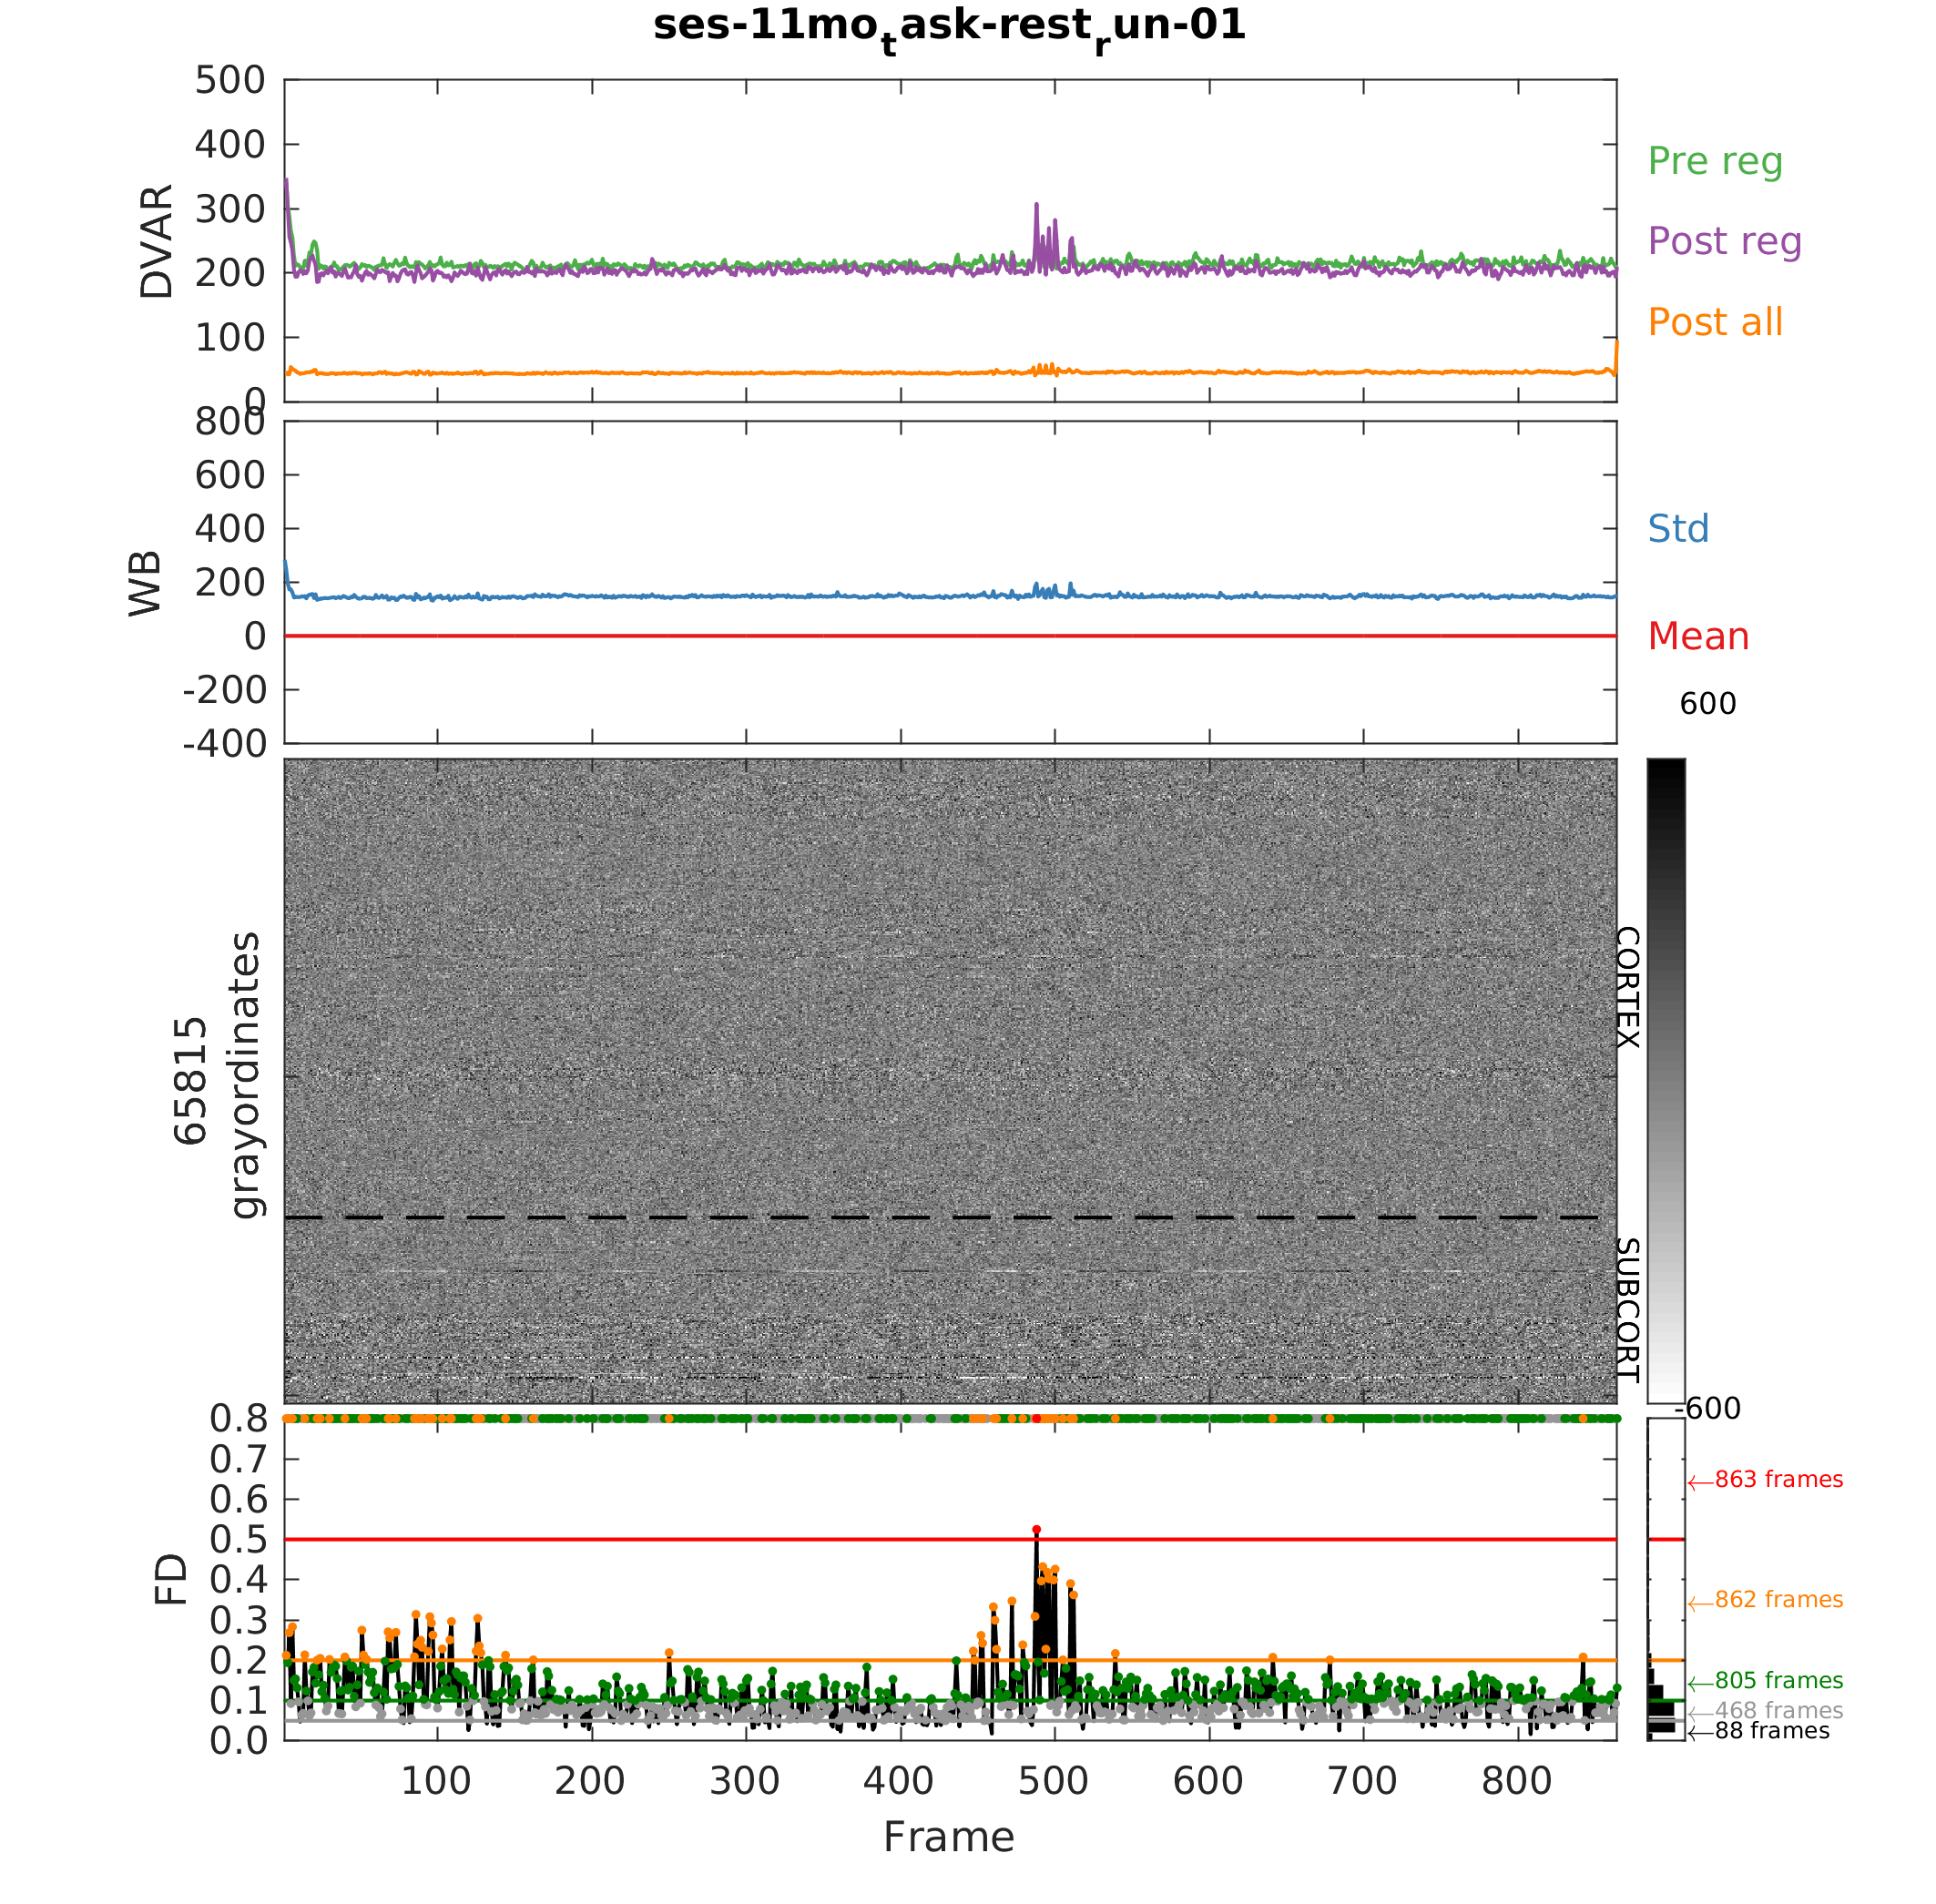 ses-11mo_task-rest_run-01
500
400
300
200
100
0
DVAR
Pre reg
Post reg
Post all
800
600
400
200
0
-200
-400
WB
Std
Mean
600
65815
grayordinates
CORTEX
SUBCORT
-600
0.8
0.7
0.6
0.5
0.4
0.3
0.2
0.1
0.0
FD
←863 frames
←862 frames
←805 frames
←468 frames
←88 frames
100 200 300 400 500 600 700 800
Frame